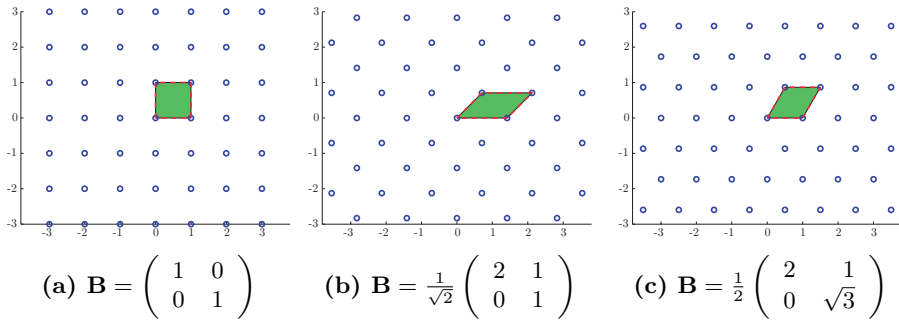 3 2 1 0 -1 -2 -3
-3 -2 -1 0 1 2 3
3 2 1 0 -1 -2 -3
-3 -2 -1 0 1 2 3
3 2 1 0 -1 -2 -3
-3 -2 -1 0 1 2 3
(a) B = ( 1 0 0 1 )
(b) B = 1/√2 ( 2 1 0 1 )
(c) B = 1/2 ( 2 1 0 √3 )